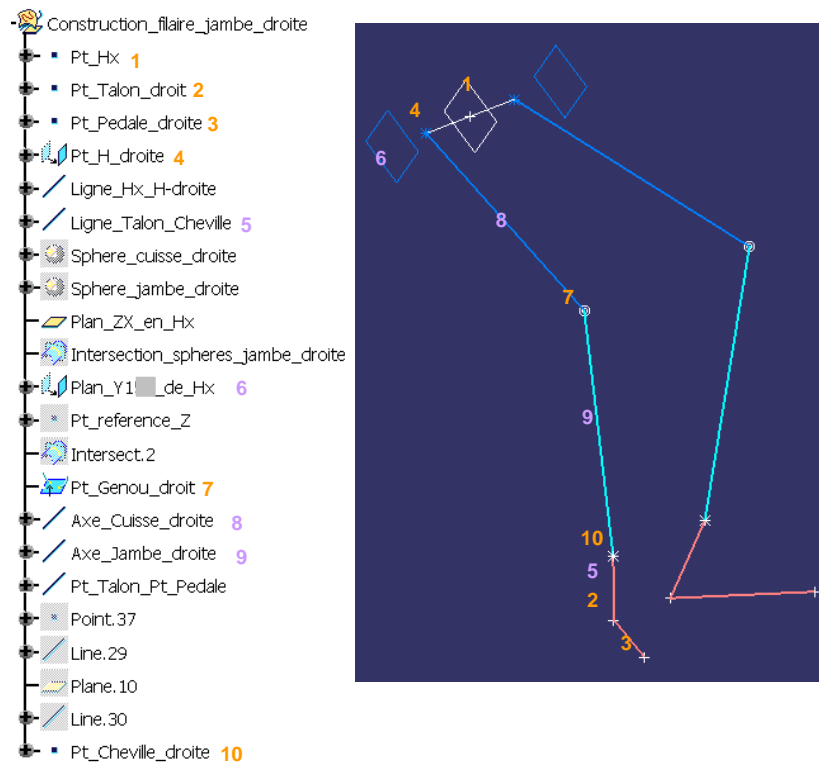 Construction_filaire_jambe_droite
Pt_Hx 1
Pt_Talon_droit 2
Pt_Pedale_droite 3
Pt_H_droite 4
Ligne_Hx_H-droite
Ligne_Talon_Cheville 5
Sphere_cuisse_droite
Sphere_jambe_droite
Plan_ZX_en_Hx
Intersection_spheres_jambe_droite
Plan_Y1 _de_Hx 6
Pt_reference_Z
Intersect.2
Pt_Genou_droit 7
Axe_Cuisse_droite 8
Axe_Jambe_droite 9
Pt_Talon_Pt_Pedale
Point.37
Line.29
Plane.10
Line.30
Pt_Cheville_droite 10
1
4
6
8
7
9
10
5
2
3